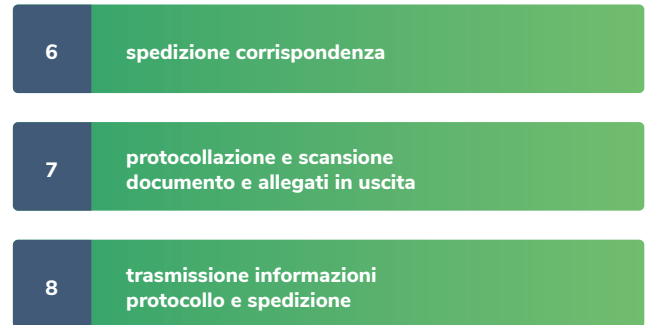 6
spedizione corrispondenza
7
protocollazione e scansione
documento e allegati in uscita
8
trasmissione informazioni
protocollo e spedizione